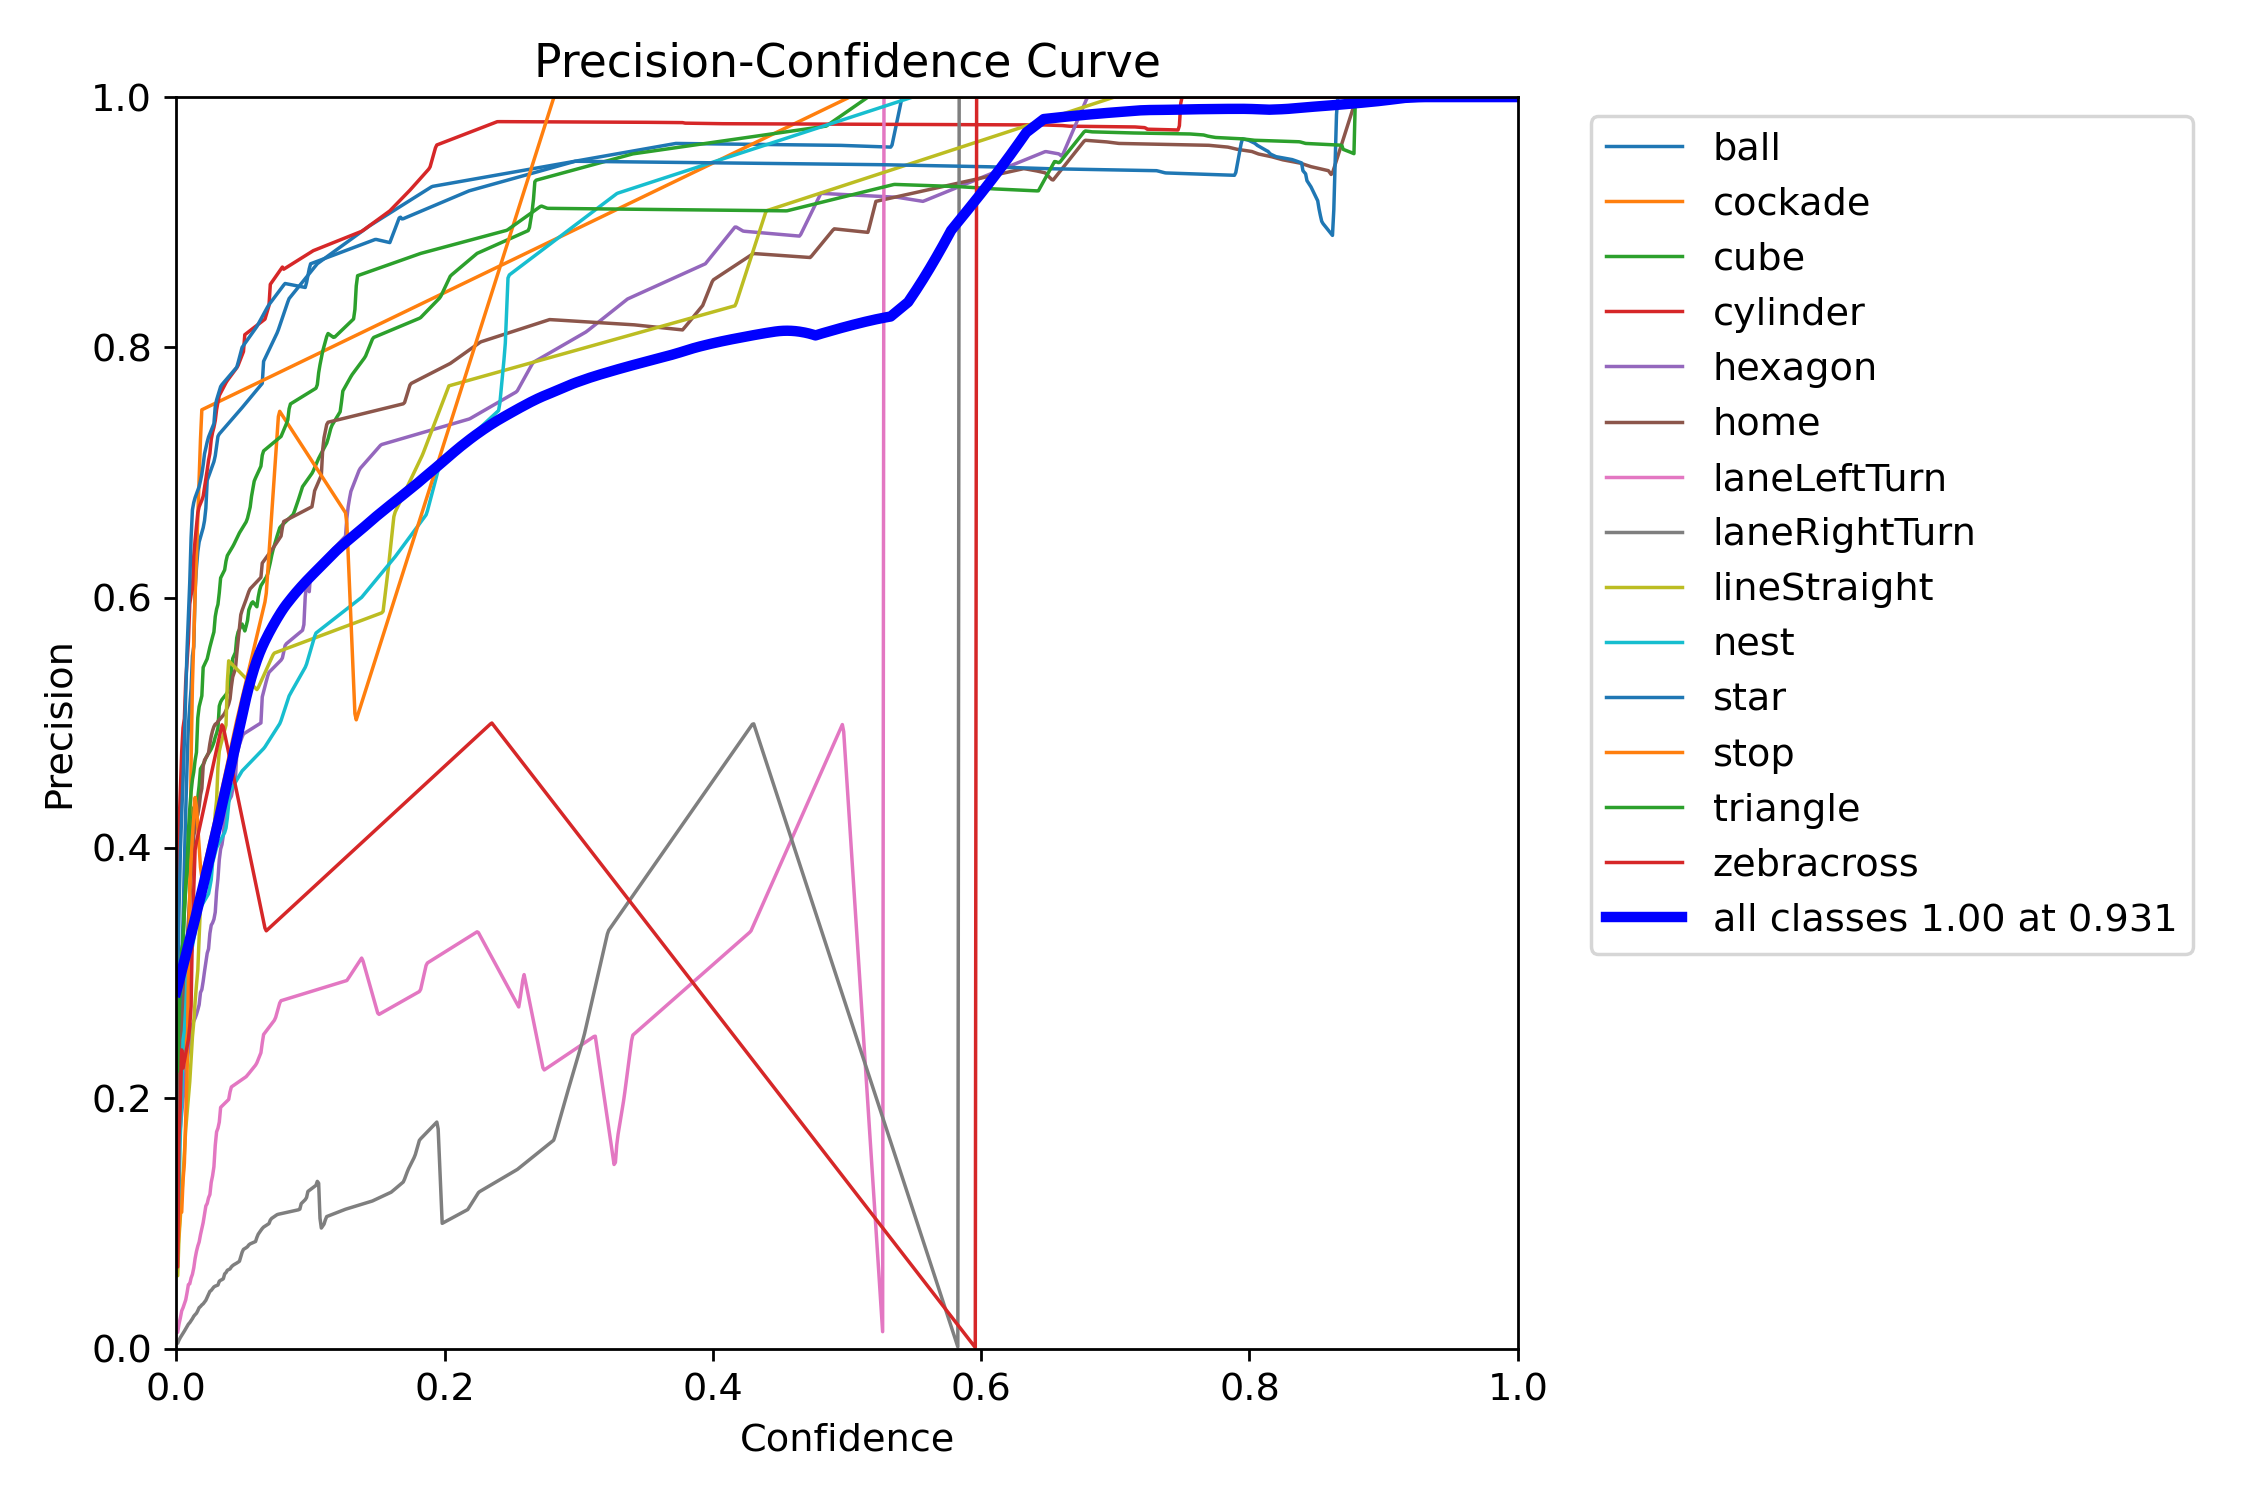 Precision-Confidence Curve
1.0
0.8
0.6
0.4
0.2
0.0
Precision
0.0 0.2 0.4 0.6 0.8 1.0
Confidence
ball
cockade
cube
cylinder
hexagon
home
laneLeftTurn
laneRightTurn
lineStraight
nest
star
stop
triangle
zebracross
all classes 1.00 at 0.931